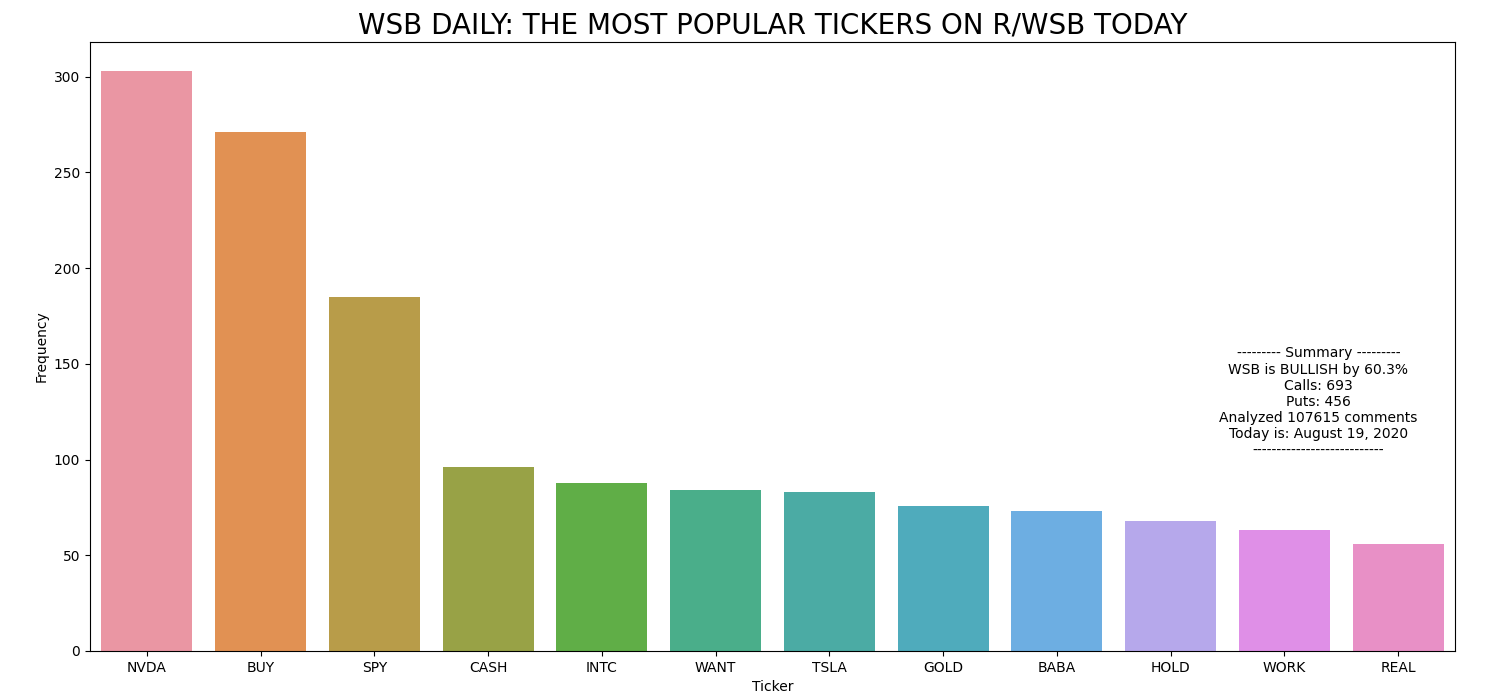 WSB DAILY: THE MOST POPULAR TICKERS ON R/WSB TODAY
300
250
200
150
100
50
0
Frequency
--------- Summary ---------
WSB is BULLISH by 60.3%
Calls: 693
Puts: 456
Analyzed 107615 comments
Today is: August 19, 2020
---------------------------
NVDA BUY SPY CASH INTC WANT TSLA GOLD BABA HOLD WORK REAL
Ticker